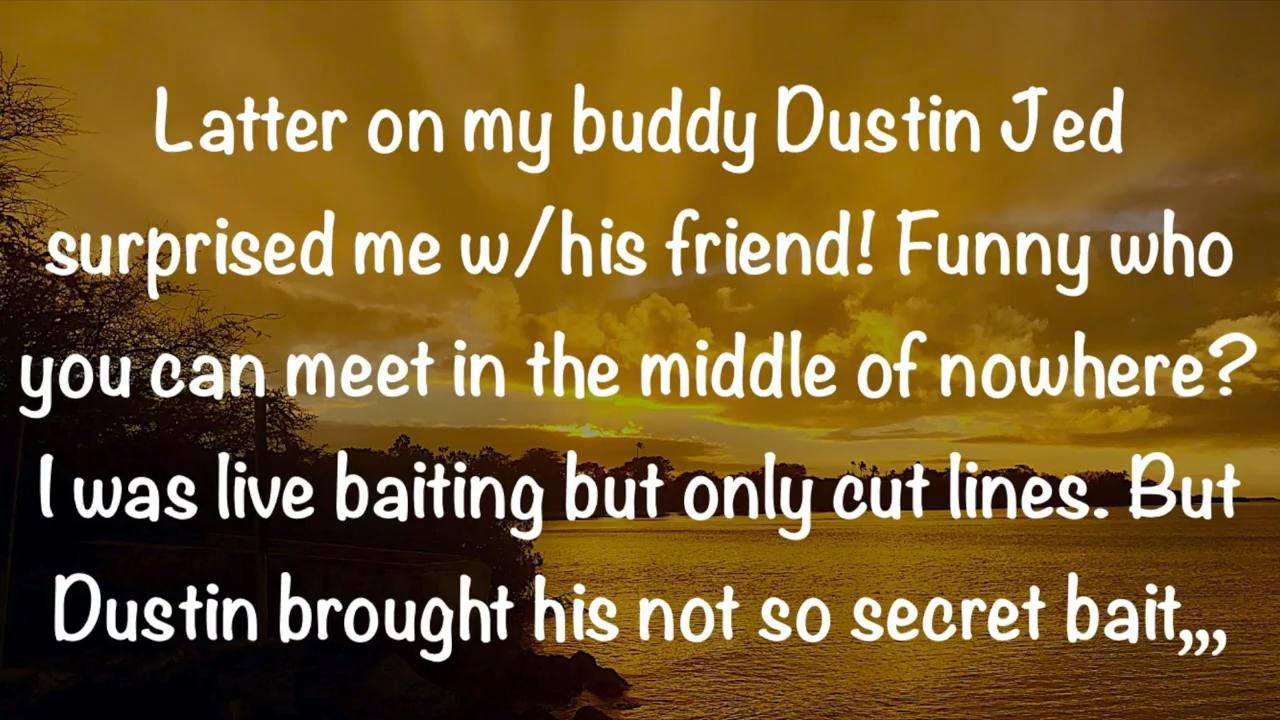 Latter on my buddy Dustin Jed
surprised me w/his friend! Funny who
you can meet in the middle of nowhere?
I was live baiting but only cut lines. But
Dustin brought his not so secret bait,,,